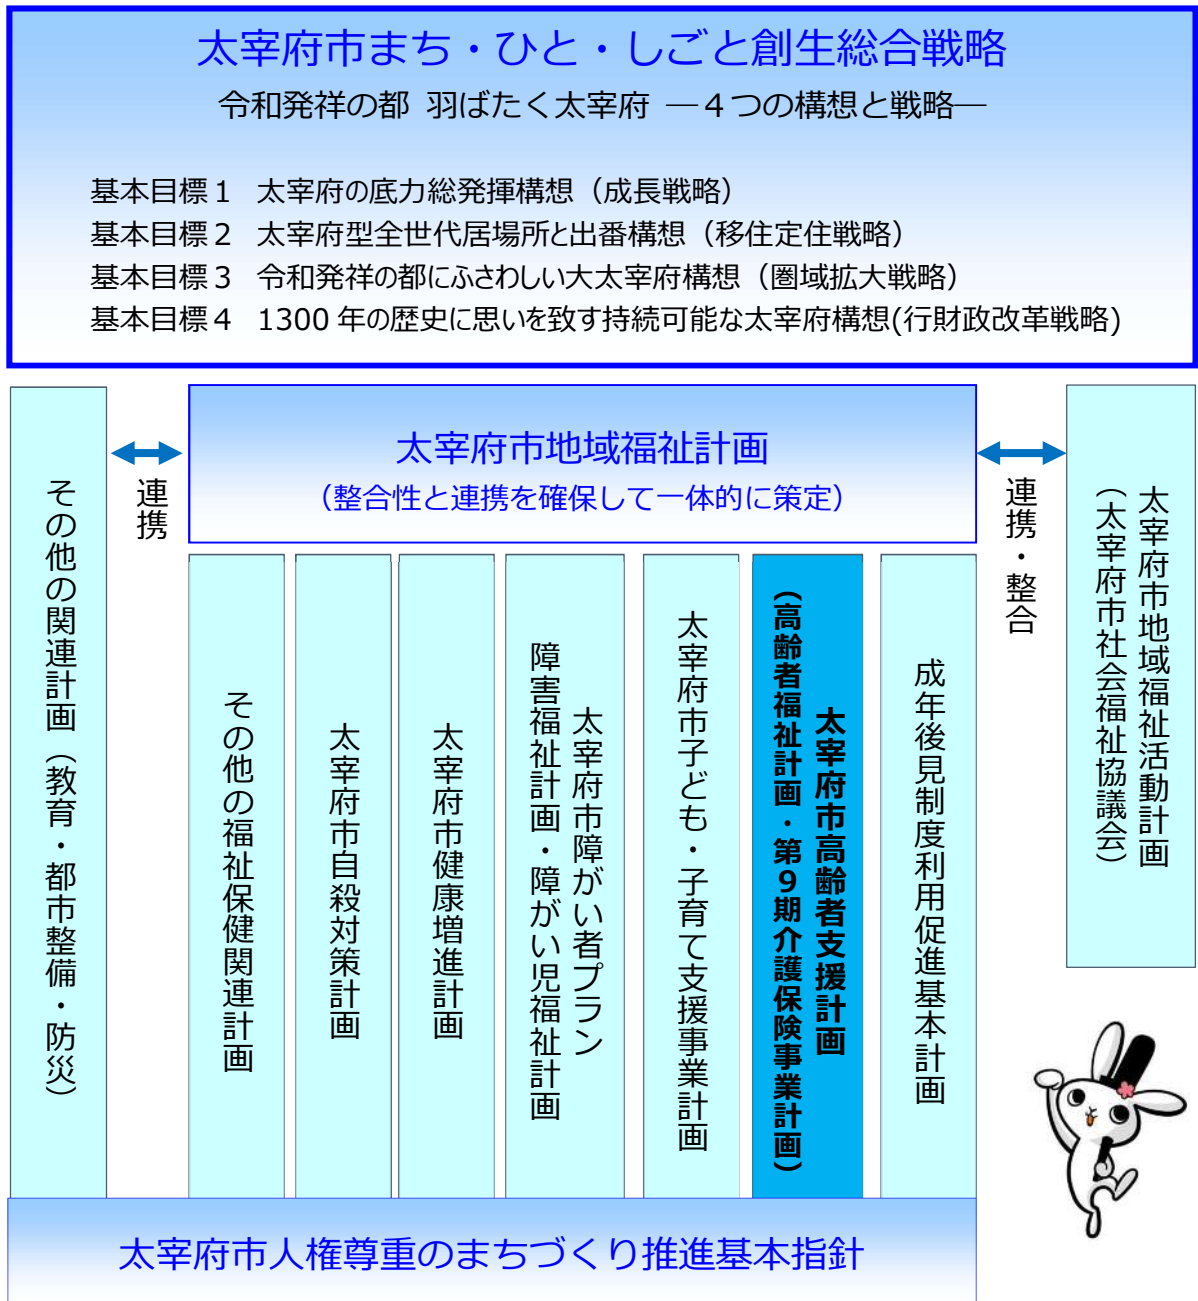 太宰府市まち・ひと・しごと創生総合戦略
令和発祥の都 羽ばたく太宰府 ―４つの構想と戦略―
基本目標１ 太宰府の底力総発揮構想（成長戦略）
基本目標２ 太宰府型全世代居場所と出番構想（移住定住戦略）
基本目標３ 令和発祥の都にふさわしい大太宰府構想（圏域拡大戦略）
基本目標４ 1300 年の歴史に思いを致す持続可能な太宰府構想(行財政改革戦略)
その他の関連計画（教育・都市整備・防災）
連携
太宰府市地域福祉計画
（整合性と連携を確保して一体的に策定）
連携・整合
太宰府市地域福祉活動計画
（太宰府市社会福祉協議会）
その他の福祉保健関連計画
太宰府市自殺対策計画
太宰府市健康増進計画
太宰府市障がい者プラン
障害福祉計画・障がい児福祉計画
太宰府市子ども・子育て支援事業計画
太宰府市高齢者支援計画
（高齢者福祉計画・第９期介護保険事業計画）
成年後見制度利用促進基本計画
太宰府市人権尊重のまちづくり推進基本指針